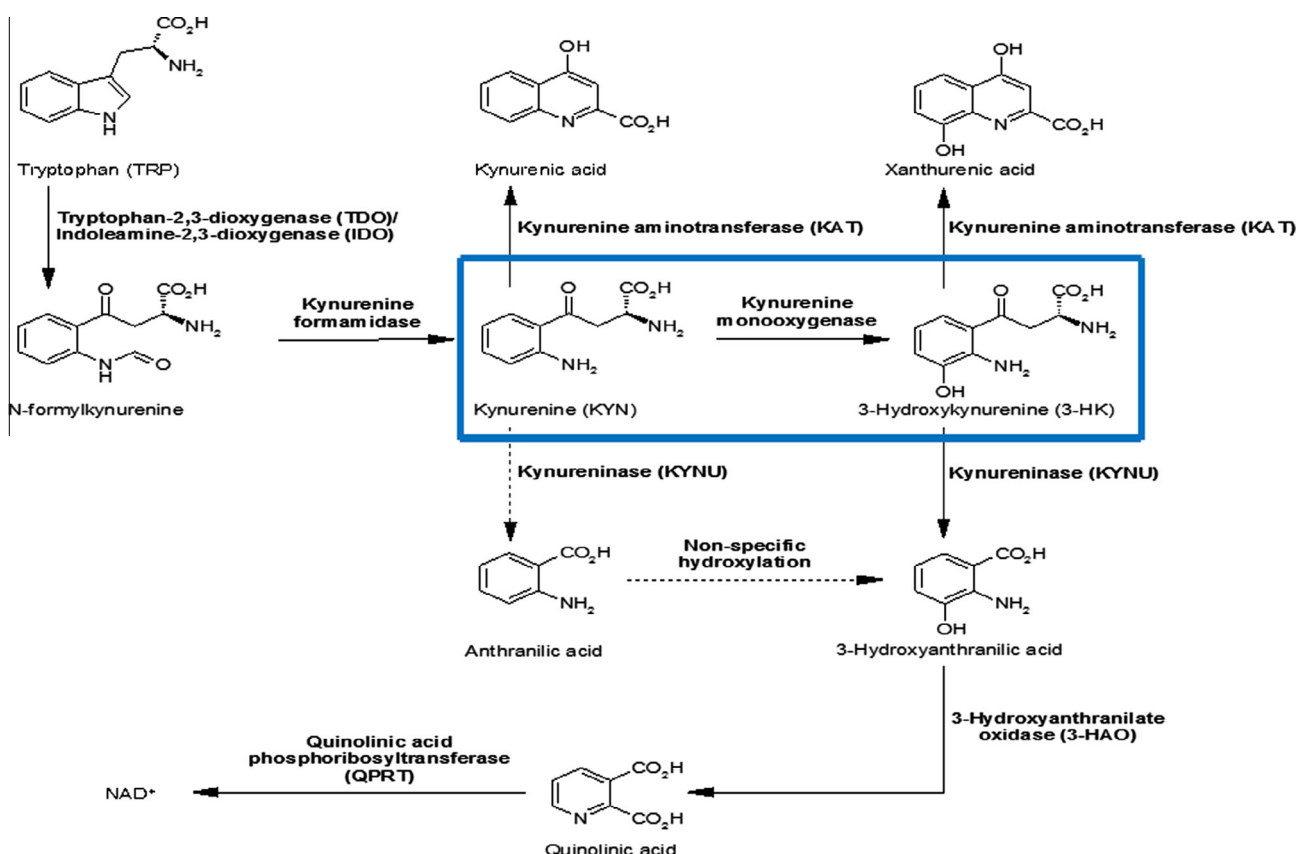 CO₂H
NH₂
N
H
Tryptophan (TRP)
OH
N
CO₂H
Kynurenic acid
OH
N
CO₂H
OH
Xanthurenic acid
Tryptophan-2,3-dioxygenase (TDO)/
Indoleamine-2,3-dioxygenase (IDO)
Kynurenine aminotransferase (KAT)
Kynurenine aminotransferase (KAT)
O
CO₂H
NH₂
N
H
O
N-formylkynurenine
Kynurenine
formamidase
O
CO₂H
NH₂
NH₂
Kynurenine (KYN)
Kynurenine
monooxygenase
O
CO₂H
NH₂
NH₂
OH
3-Hydroxykynurenine (3-HK)
Kynureninase (KYNU)
Kynureninase (KYNU)
CO₂H
NH₂
Anthranilic acid
Non-specific
hydroxylation
CO₂H
NH₂
OH
3-Hydroxyanthranilic acid
3-Hydroxyanthranilate
oxidase (3-HAO)
Quinolinic acid
phosphoribosyltransferase
(QPRT)
NAD⁺
CO₂H
N
CO₂H
Quinolinic acid